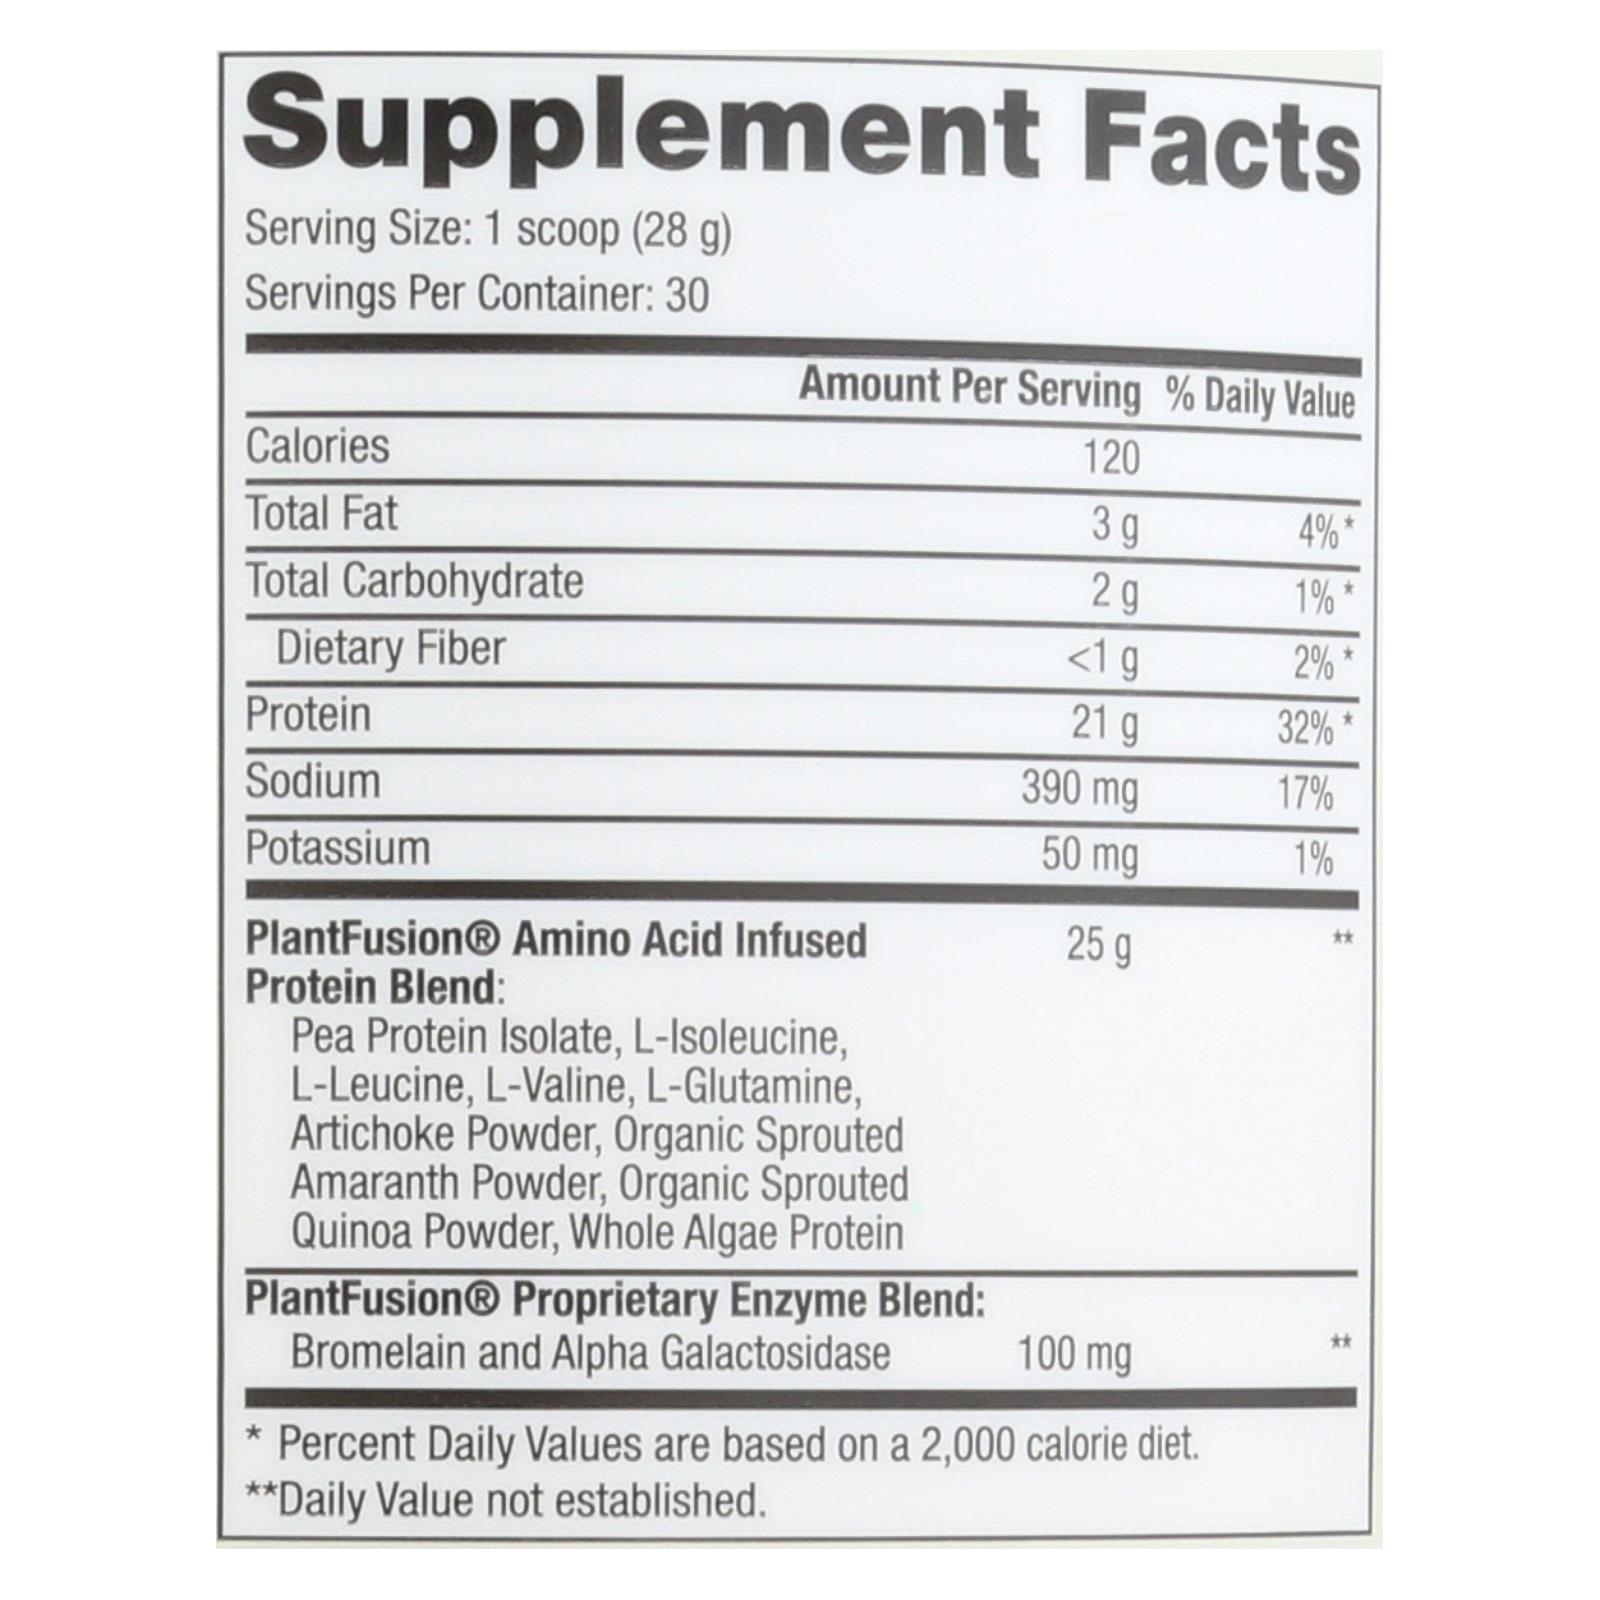 Supplement Facts
Serving Size: 1 scoop (28 g)
Servings Per Container: 30
Amount Per Serving % Daily Value
Calories 120
Total Fat 3 g 4% *
Total Carbohydrate 2 g 1% *
Dietary Fiber <1 g 2% *
Protein 21 g 32% *
Sodium 390 mg 17%
Potassium 50 mg 1%
PlantFusion® Amino Acid Infused 25 g **
Protein Blend:
Pea Protein Isolate, L-Isoleucine,
L-Leucine, L-Valine, L-Glutamine,
Artichoke Powder, Organic Sprouted
Amaranth Powder, Organic Sprouted
Quinoa Powder, Whole Algae Protein
PlantFusion® Proprietary Enzyme Blend:
Bromelain and Alpha Galactosidase 100 mg **
* Percent Daily Values are based on a 2,000 calorie diet.
**Daily Value not established.